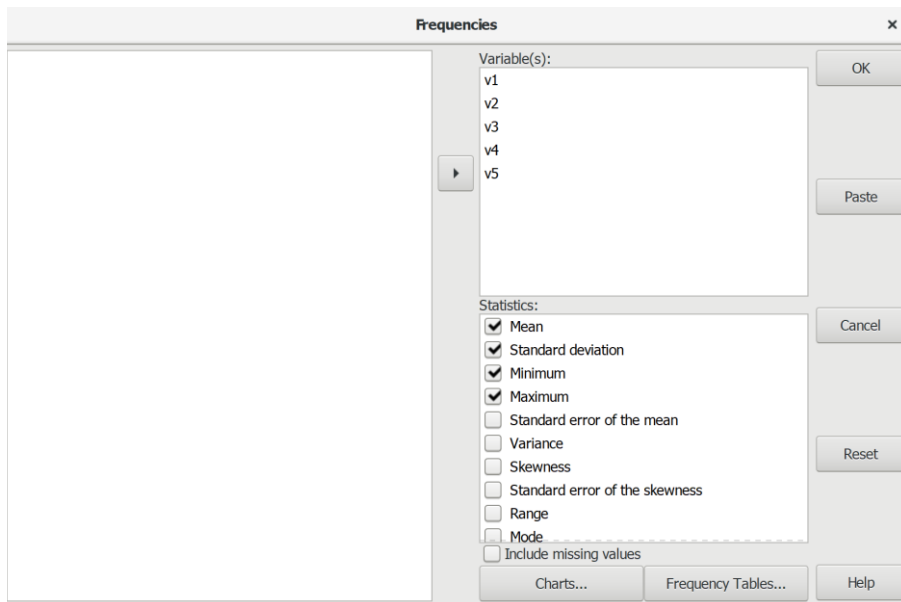 Frequencies
Variable(s):
v1
v2
v3
v4
v5
OK
Paste
Statistics:
Mean
Standard deviation
Minimum
Maximum
Standard error of the mean
Variance
Skewness
Standard error of the skewness
Range
Mode
Include missing values
Cancel
Reset
Charts...
Frequency Tables...
Help